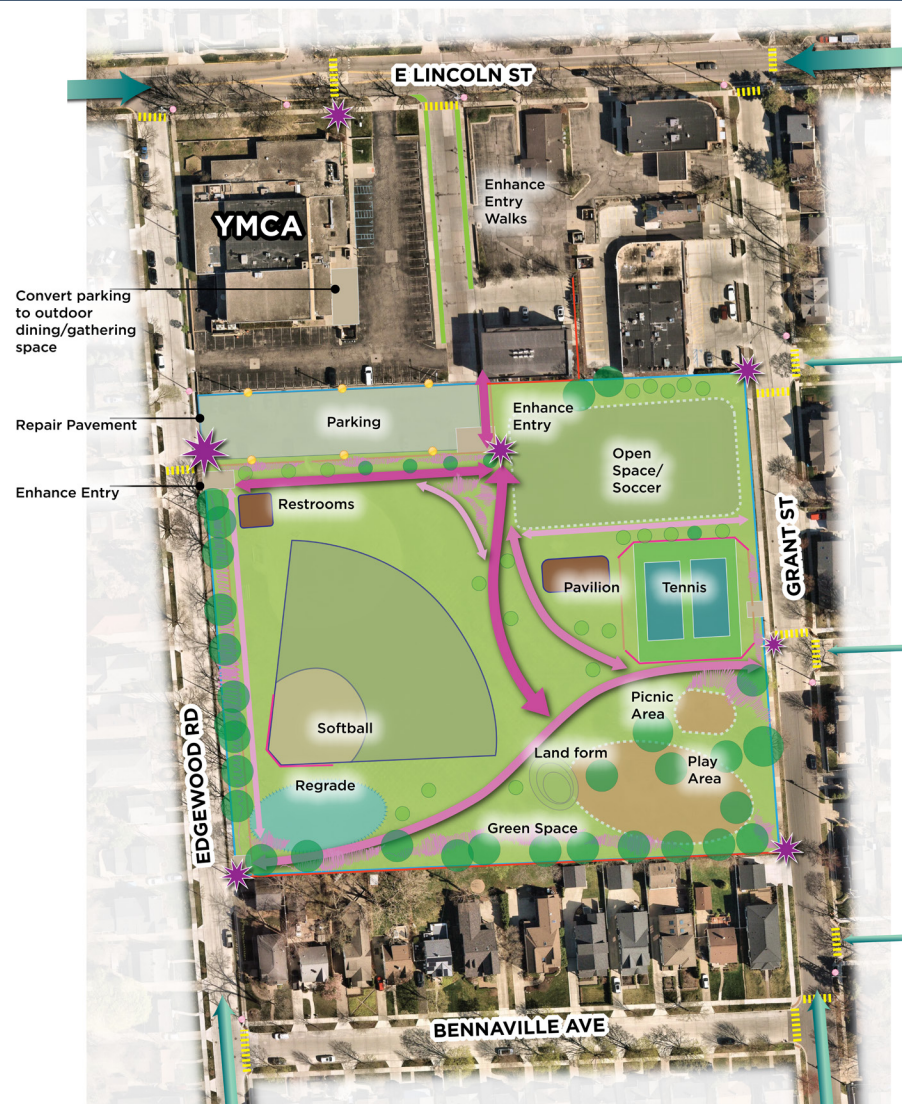 E LINCOLN ST
Enhance
Entry
Walks
YMCA
Convert parking
to outdoor
dining/gathering
space
Repair Pavement
Parking
Enhance
Entry
Open
Space/
Soccer
Enhance Entry
Restrooms
GRANT ST
Pavilion
Tennis
Picnic
Area
Softball
Land form
Play
Area
EDGEWOOD RD
Regrade
Green Space
BENNAVILLE AVE